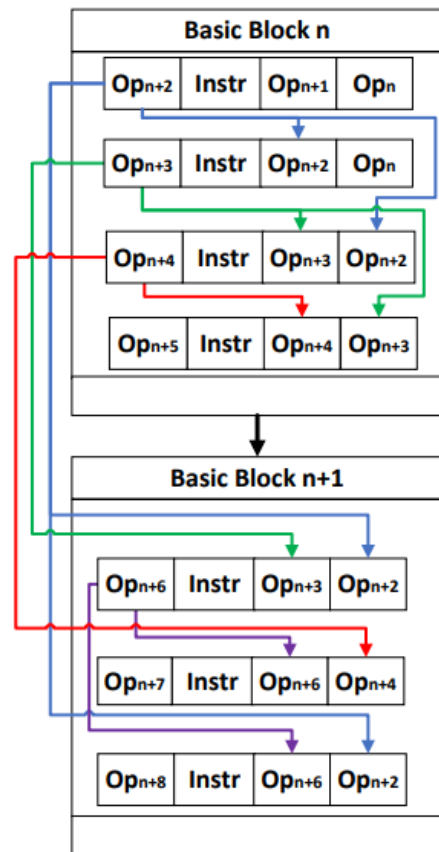 Basic Block n
Opn+2 Instr Opn+1 Opn
Opn+3 Instr Opn+2 Opn
Opn+4 Instr Opn+3 Opn+2
Opn+5 Instr Opn+4 Opn+3
Basic Block n+1
Opn+6 Instr Opn+3 Opn+2
Opn+7 Instr Opn+6 Opn+4
Opn+8 Instr Opn+6 Opn+2